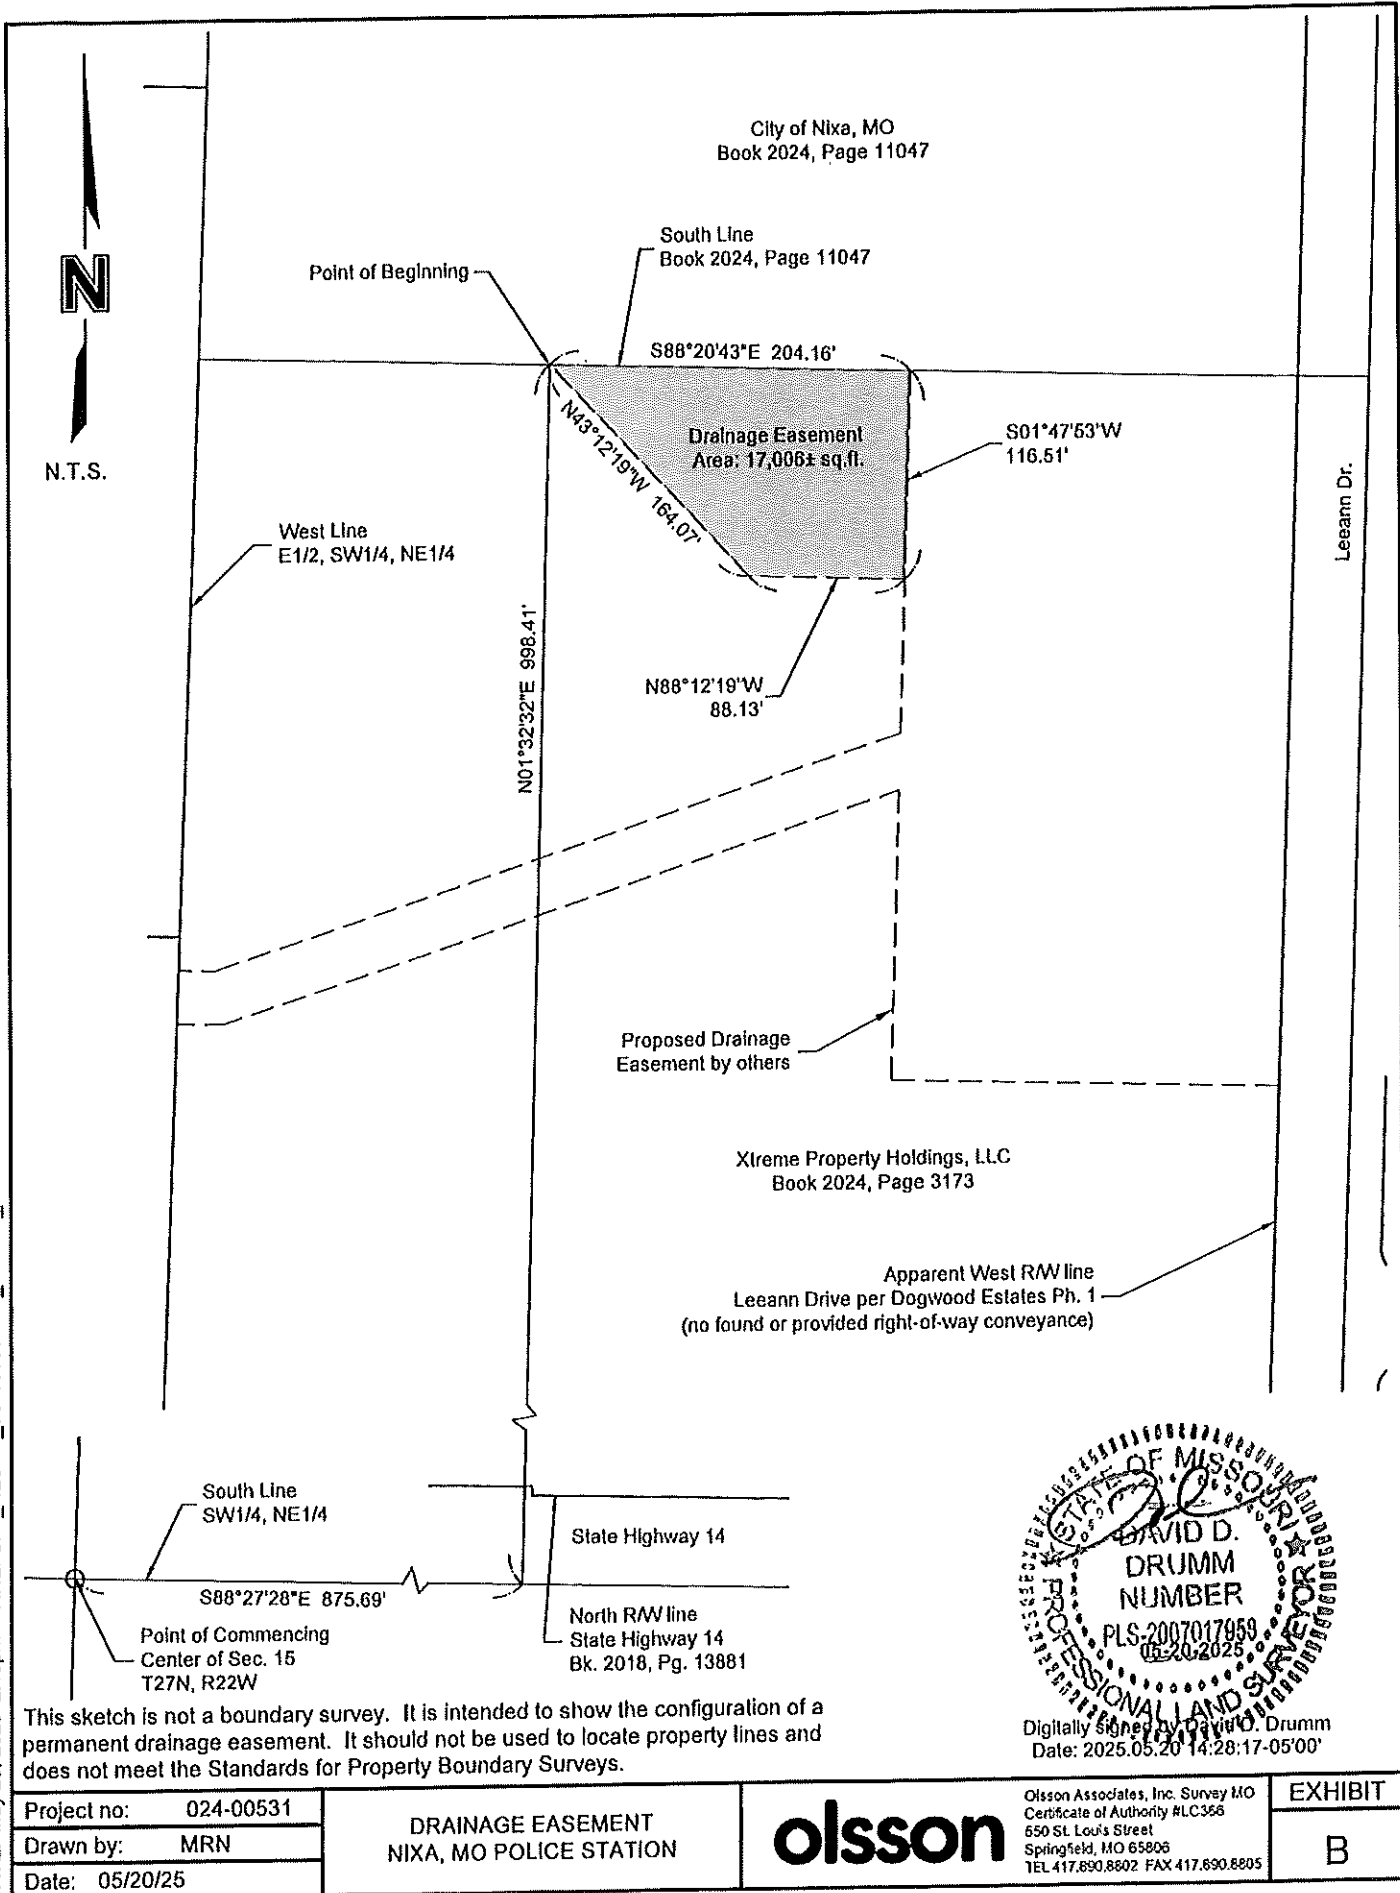 City of Nixa, MO
Book 2024, Page 11047
South Line
Book 2024, Page 11047
Point of Beginning
N
N.T.S.
S88°20'43"E 204.16'
Drainage Easement
Area: 17,006± sq.ft.
N43°12'19"W 164.07'
S01°47'53"W
116.51'
Leeann Dr.
West Line
E1/2, SW1/4, NE1/4
N01°32'32"E 998.41'
N88°12'19"W
88.13'
Proposed Drainage
Easement by others
Xtreme Property Holdings, LLC
Book 2024, Page 3173
Apparent West R/W line
Leeann Drive per Dogwood Estates Ph. 1
(no found or provided right-of-way conveyance)
South Line
SW1/4, NE1/4
State Highway 14
S88°27'28"E 875.69'
North R/W line
State Highway 14
Bk. 2018, Pg. 13881
Point of Commencing
Center of Sec. 15
T27N, R22W
STATE OF MISSOURI
DAVID D.
DRUMM
NUMBER
PLS-2007017959
05-20-2025
PROFESSIONAL LAND SURVEYOR
Digitally signed by David D. Drumm
Date: 2025.05.20 14:28:17-05'00'
This sketch is not a boundary survey. It is intended to show the configuration of a
permanent drainage easement. It should not be used to locate property lines and
does not meet the Standards for Property Boundary Surveys.
Project no: 024-00531
Drawn by: MRN
Date: 05/20/25
DRAINAGE EASEMENT
NIXA, MO POLICE STATION
olsson
Olsson Associates, Inc. Survey MO
Certificate of Authority #LC366
550 St. Louis Street
Springfield, MO 65806
TEL 417.890.8802 FAX 417.890.8805
EXHIBIT
B